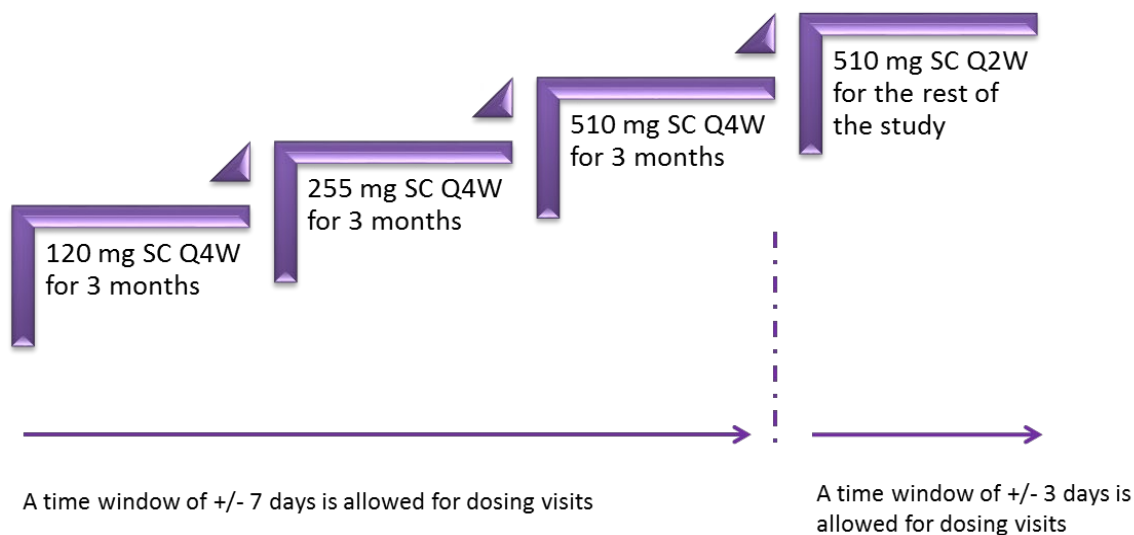 120 mg SC Q4W
for 3 months
255 mg SC Q4W
for 3 months
510 mg SC Q4W
for 3 months
510 mg SC Q2W
for the rest of
the study
A time window of +/- 7 days is allowed for dosing visits
A time window of +/- 3 days is
allowed for dosing visits